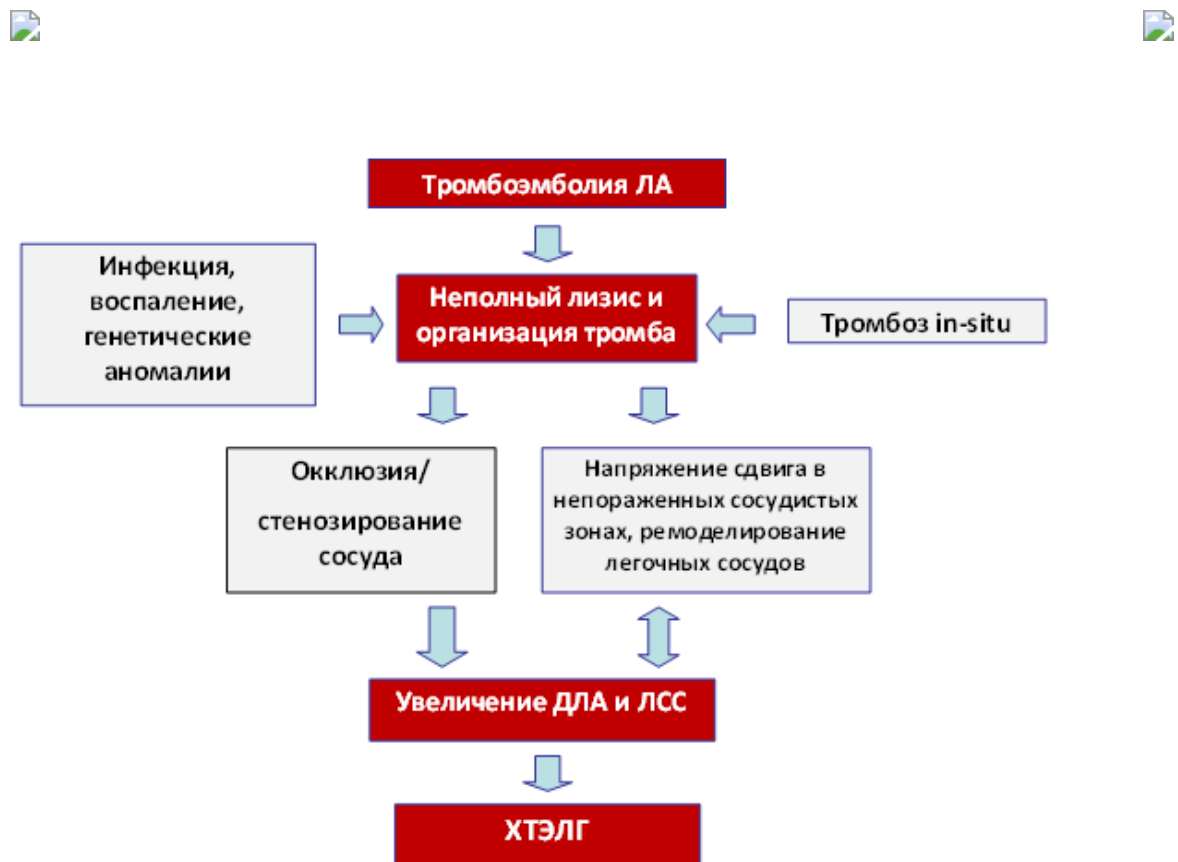 Тромбоэмболия ЛА
Инфекция,
воспаление,
генетические
аномалии
Неполный лизис и
организация тромба
Тромбоз in-situ
Окклюзия/
стенозирование
сосуда
Напряжение сдвига в
непораженных сосудистых
зонах, ремоделирование
легочных сосудов
Увеличение ДЛА и ЛСС
ХТЭЛГ